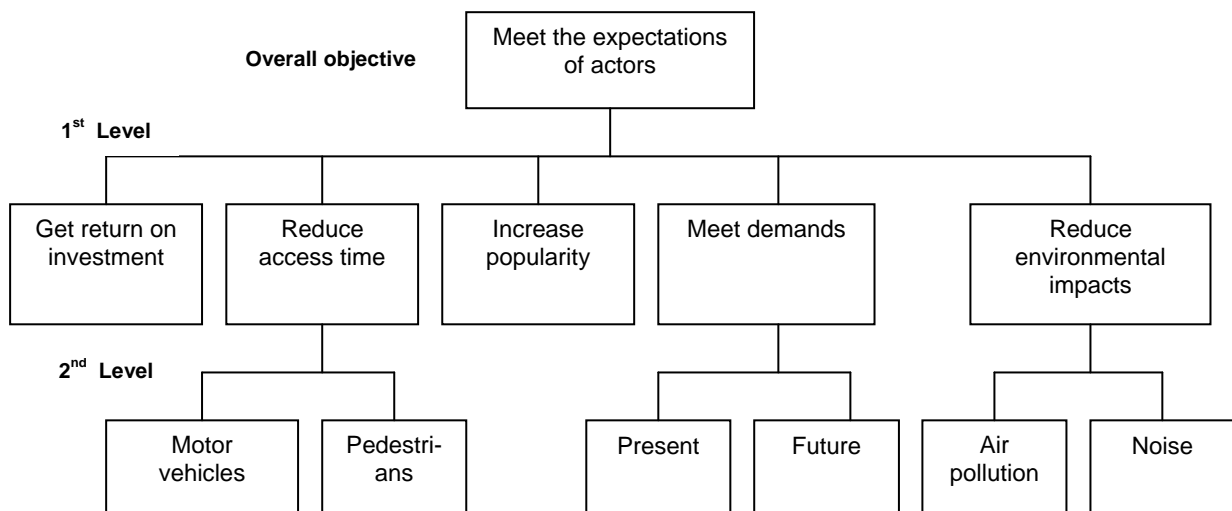 Meet the expectations
of actors
Overall objective
1st Level
Get return on
investment
Reduce
access time
Increase
popularity
Meet demands
Reduce
environmental
impacts
2nd Level
Motor
vehicles
Pedestri-
ans
Present
Future
Air
pollution
Noise